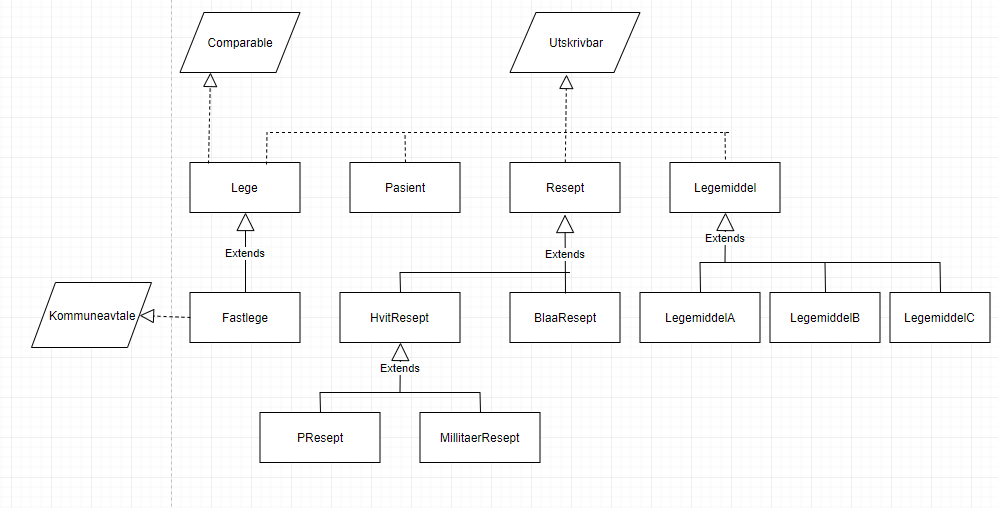 Comparable
Utskrivbar
Lege
Pasient
Resept
Legemiddel
Extends
Extends
Extends
Kommuneavtale
Fastlege
HvitResept
BlaaResept
LegemiddelA
LegemiddelB
LegemiddelC
Extends
PResept
MillitaerResept